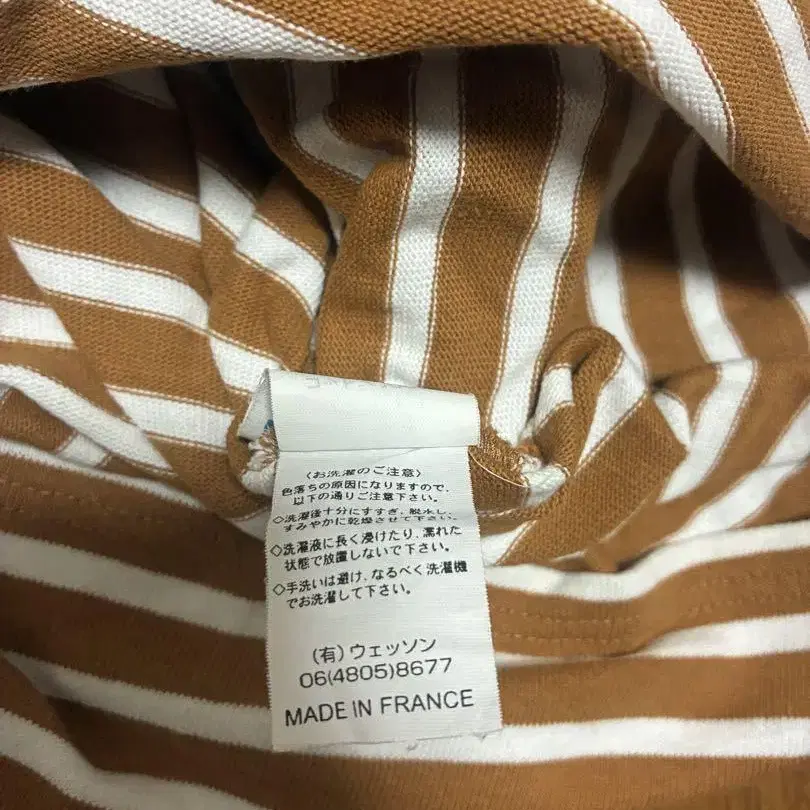 〈お洗濯のご注意〉
色落ちの原因になりますので、
以下の通りご注意下さい。
◇洗濯後十分にすすぎ、脱水し、
すみやかに乾燥させて下さい。
◇洗濯液に長く浸けたり、濡れた
状態で放置しないで下さい。
◇手洗いは避け、なるべく洗濯機
でお洗濯して下さい。
(有)ウェッソン
06(4805)8677
MADE IN FRANCE